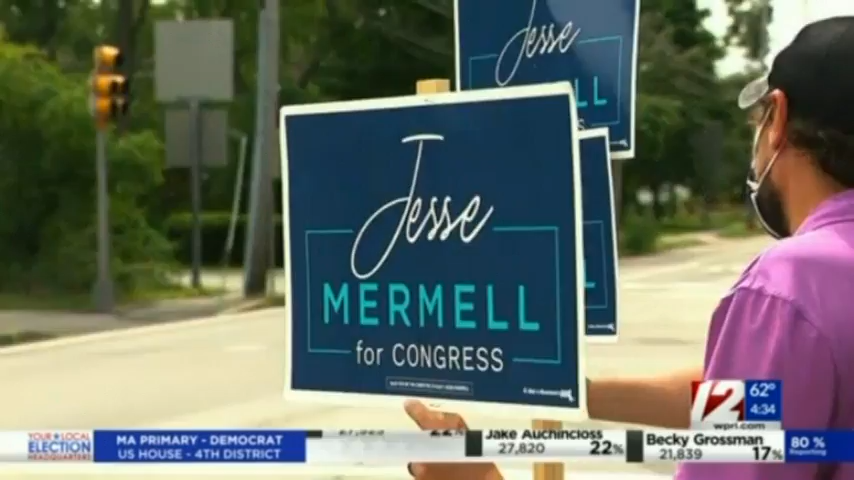 Jesse
LL
Jesse
MERMELL
for CONGRESS
12
62°
4:34
wpri.com
YOUR LOCAL
ELECTION
HEADQUARTERS
MA PRIMARY - DEMOCRAT
US HOUSE - 4TH DISTRICT
22%
Jake Auchincloss
27,820 22%
Becky Grossman
21,839 17%
80 %
Reporting